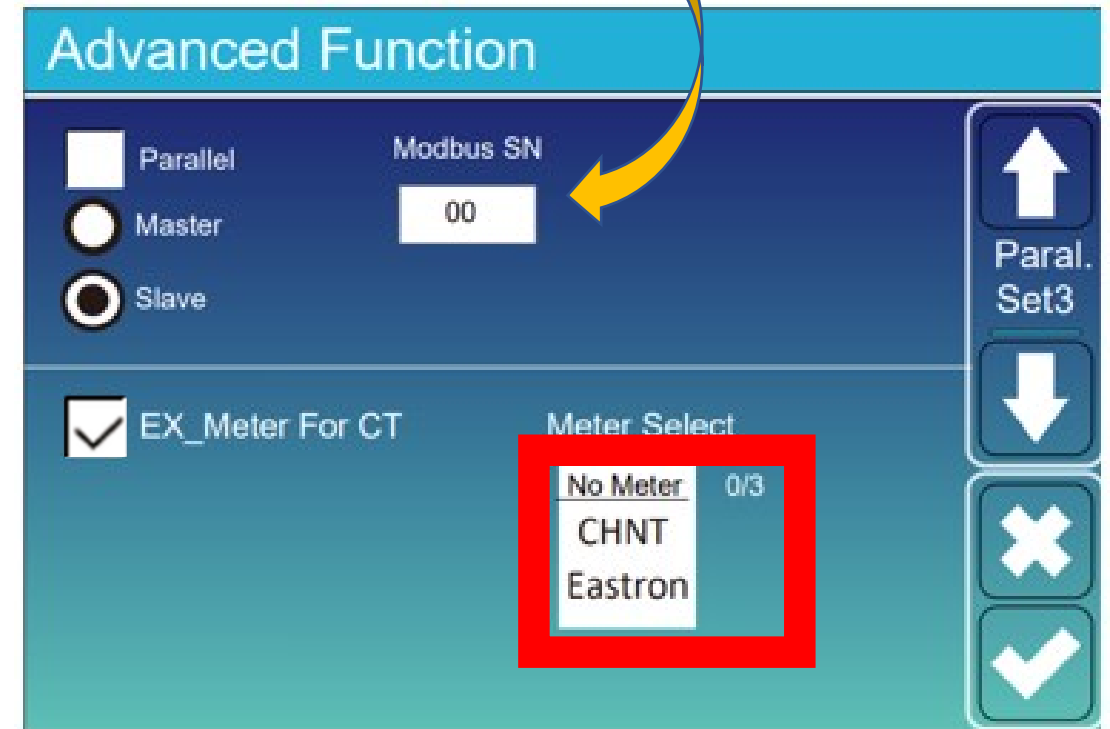 Advanced Function
Parallel
Modbus SN
Master
00
Slave
Paral.
Set3
EX_Meter For CT
Meter Select
No Meter 0/3
CHNT
Eastron